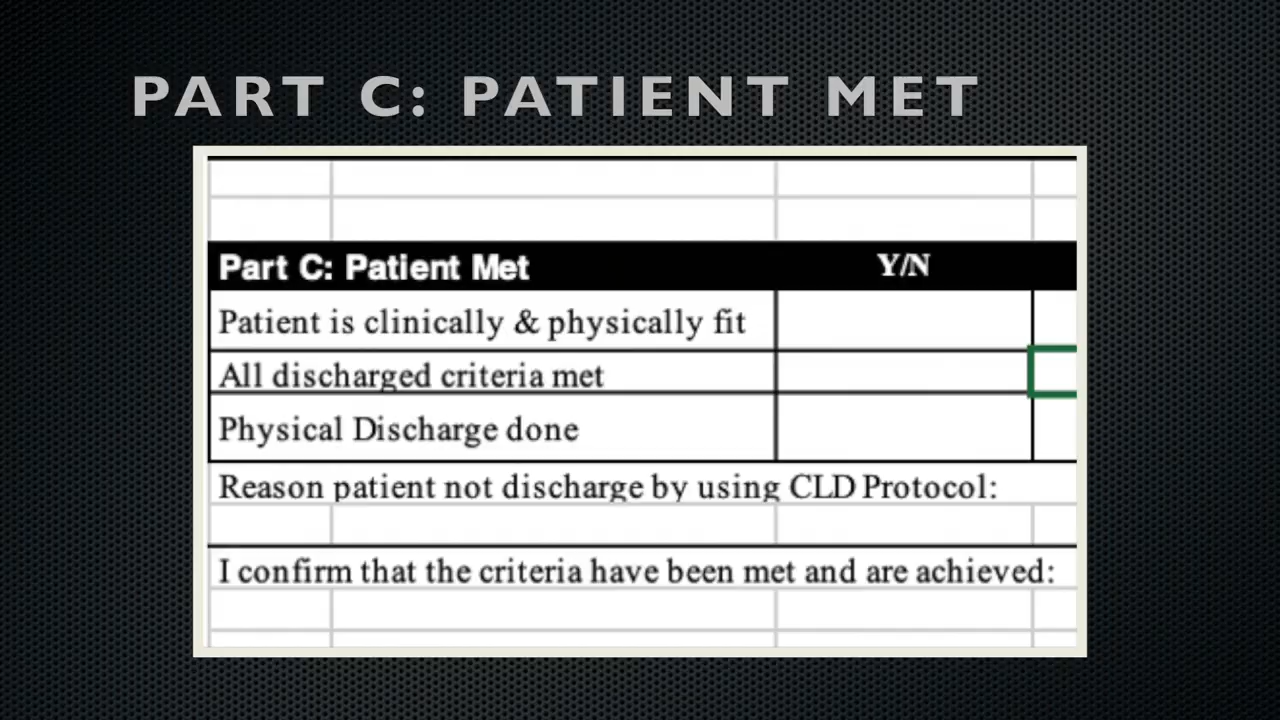 PART C: PATIENT MET
Part C: Patient Met Y/N
Patient is clinically & physically fit
All discharged criteria met
Physical Discharge done
Reason patient not discharge by using CLD Protocol:
I confirm that the criteria have been met and are achieved: